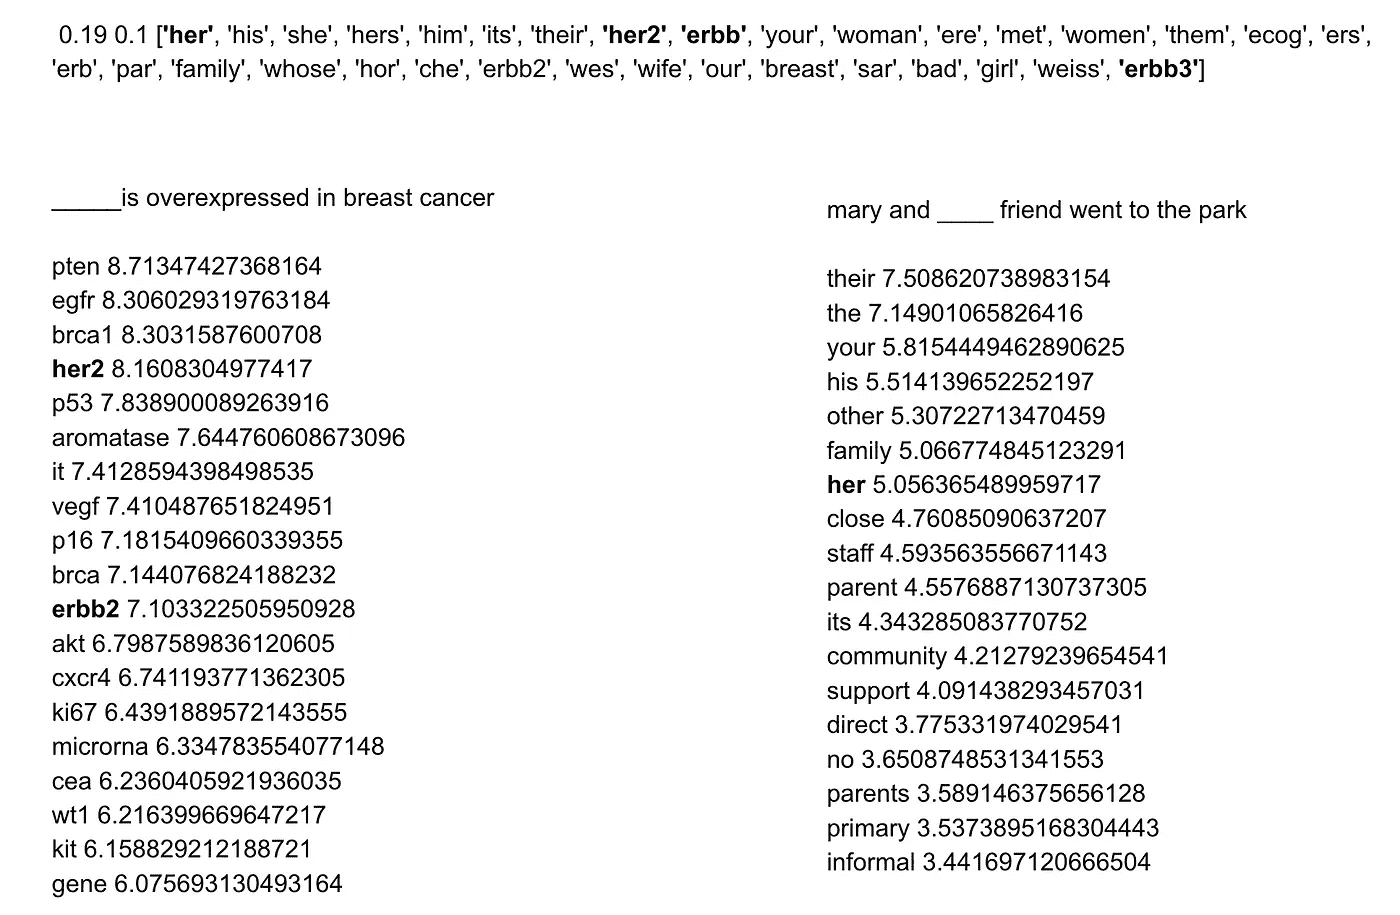 0.19 0.1 ['her', 'his', 'she', 'hers', 'him', 'its', 'their', 'her2', 'erbb', 'your', 'woman', 'ere', 'met', 'women', 'them', 'ecog', 'ers',
'erb', 'par', 'family', 'whose', 'hor', 'che', 'erbb2', 'wes', 'wife', 'our', 'breast', 'sar', 'bad', 'girl', 'weiss', 'erbb3']
_____is overexpressed in breast cancer
pten 8.71347427368164
egfr 8.306029319763184
brca1 8.3031587600708
her2 8.1608304977417
p53 7.838900089263916
aromatase 7.644760608673096
it 7.4128594398498535
vegf 7.410487651824951
p16 7.1815409660339355
brca 7.144076824188232
erbb2 7.103322505950928
akt 6.7987589836120605
cxcr4 6.741193771362305
ki67 6.4391889572143555
microrna 6.334783554077148
cea 6.2360405921936035
wt1 6.216399669647217
kit 6.158829212188721
gene 6.075693130493164
mary and ____ friend went to the park
their 7.508620738983154
the 7.14901065826416
your 5.8154449462890625
his 5.514139652252197
other 5.30722713470459
family 5.066774845123291
her 5.056365489959717
close 4.76085090637207
staff 4.593563556671143
parent 4.5576887130737305
its 4.343285083770752
community 4.21279239654541
support 4.091438293457031
direct 3.775331974029541
no 3.6508748531341553
parents 3.589146375656128
primary 3.5373895168304443
informal 3.441697120666504